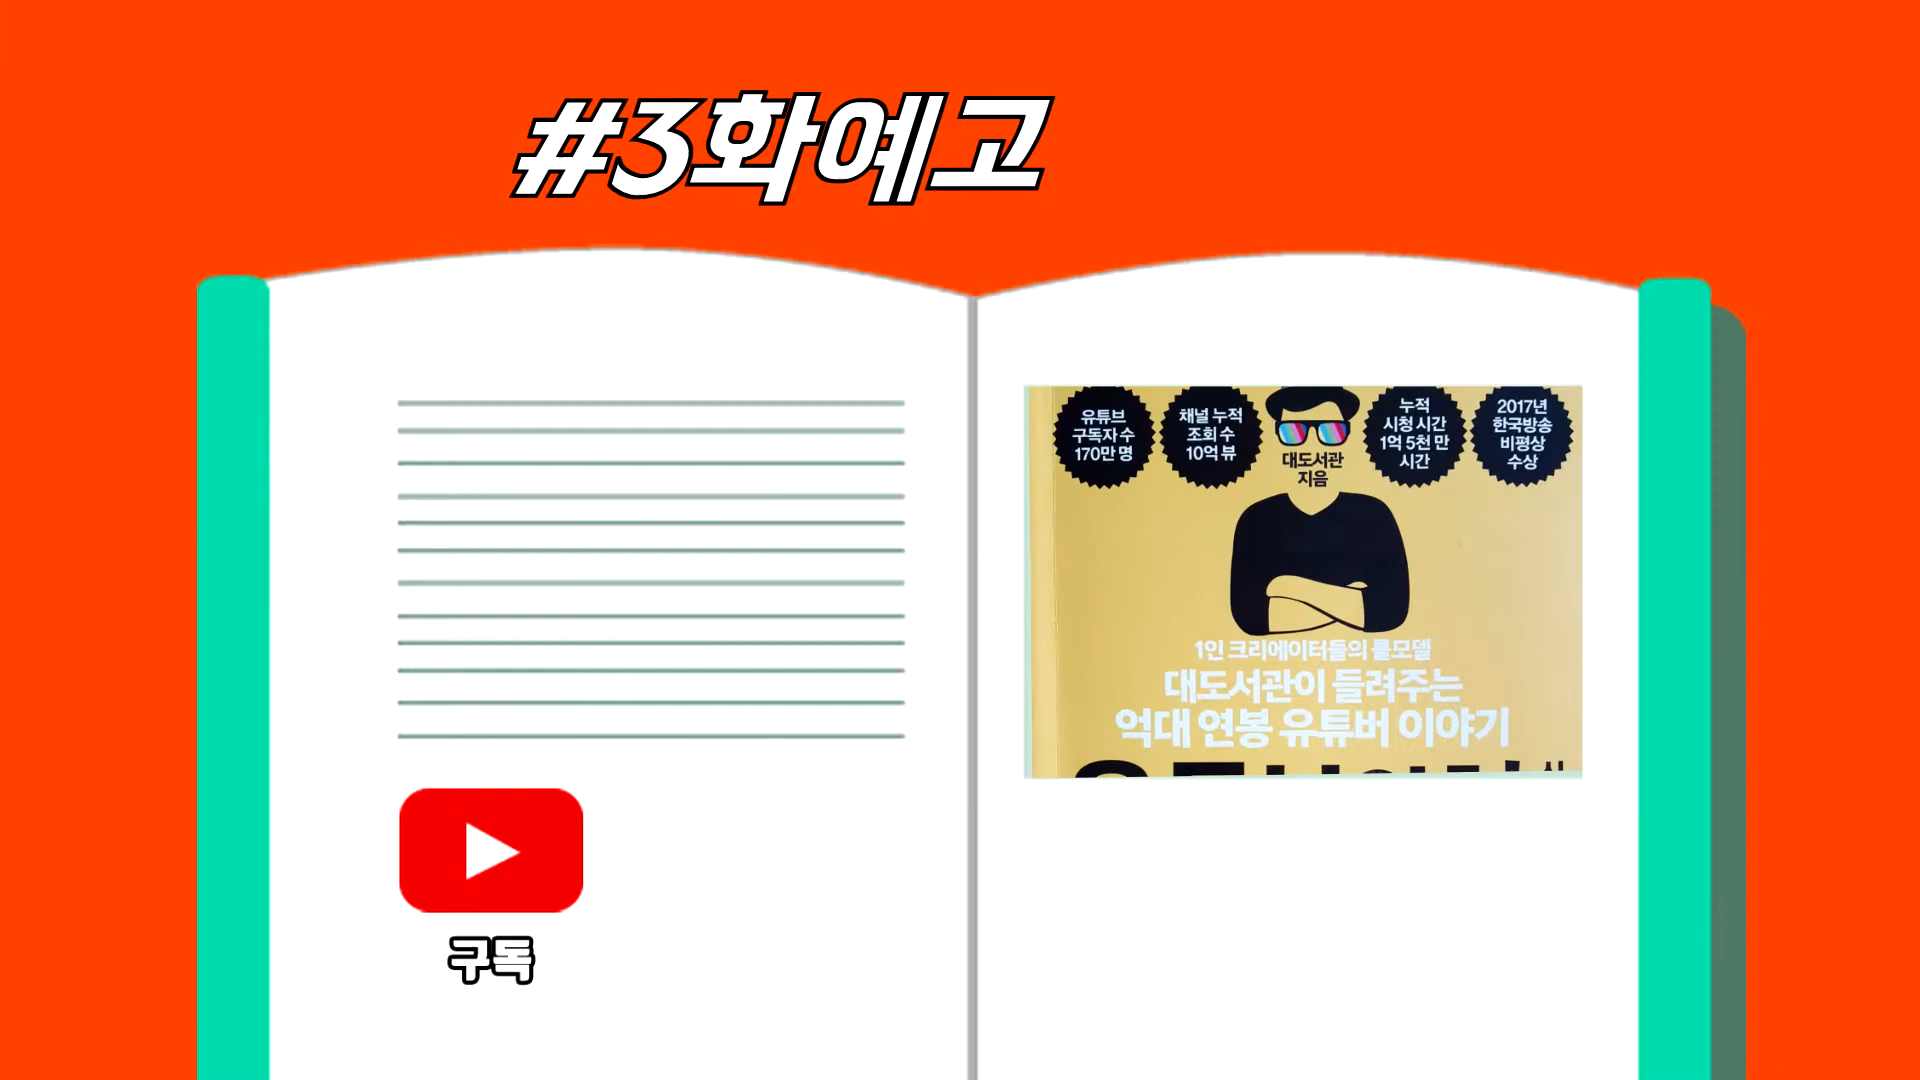 #3화예고
유튜브
구독자 수
170만 명
채널 누적
조회 수
10억 뷰
대도서관
지음
누적
시청 시간
1억 5천 만
시간
2017년
한국방송
비평상
수상
1인 크리에이터들의 롤모델
대도서관이 들려주는
억대 연봉 유튜버 이야기
구독